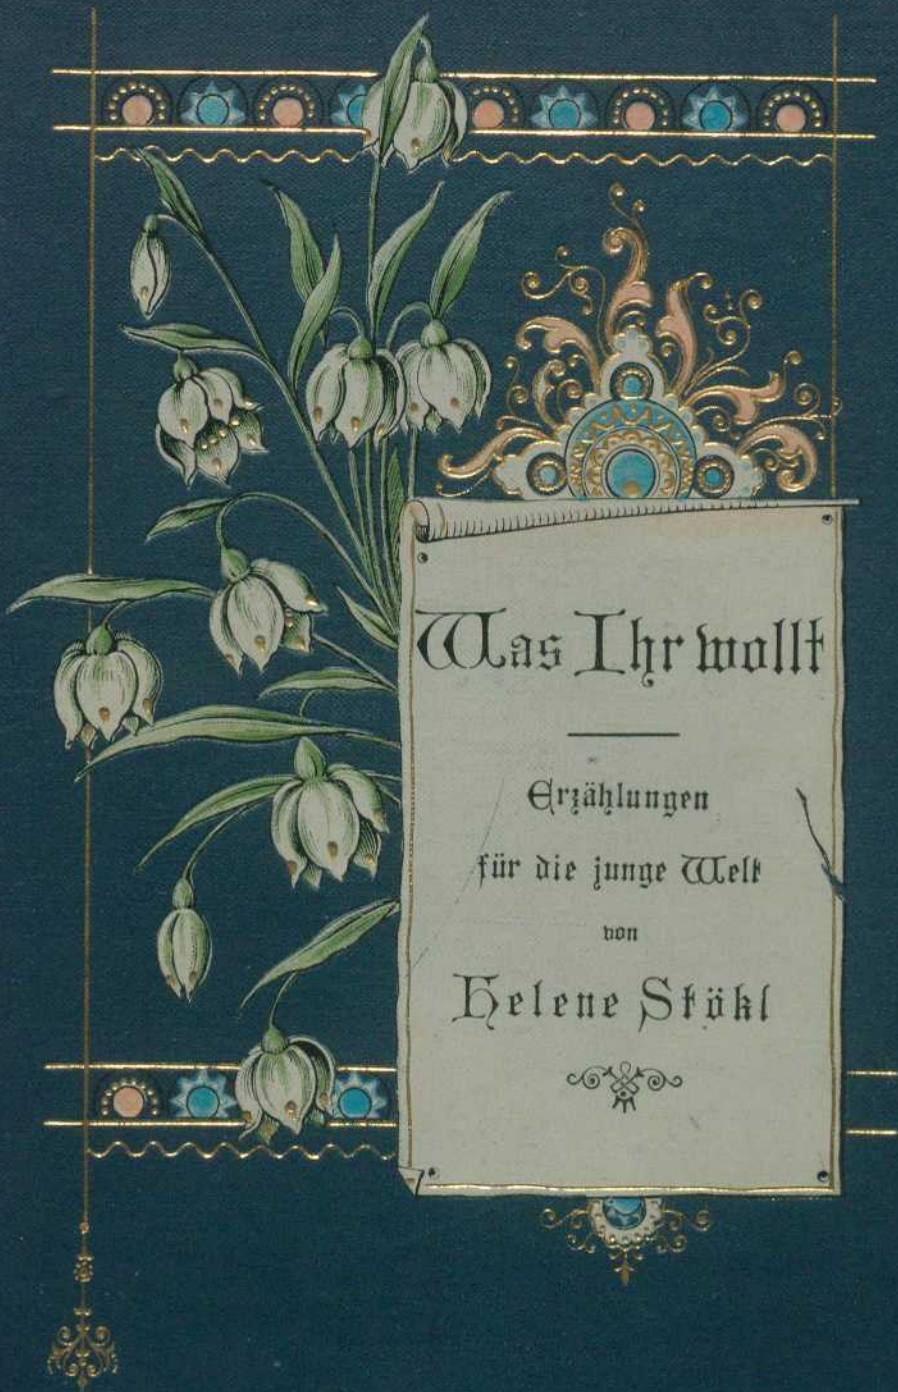 Was Ihr wollt
Erzählungen
für die junge Welt
von
Helene Stökl